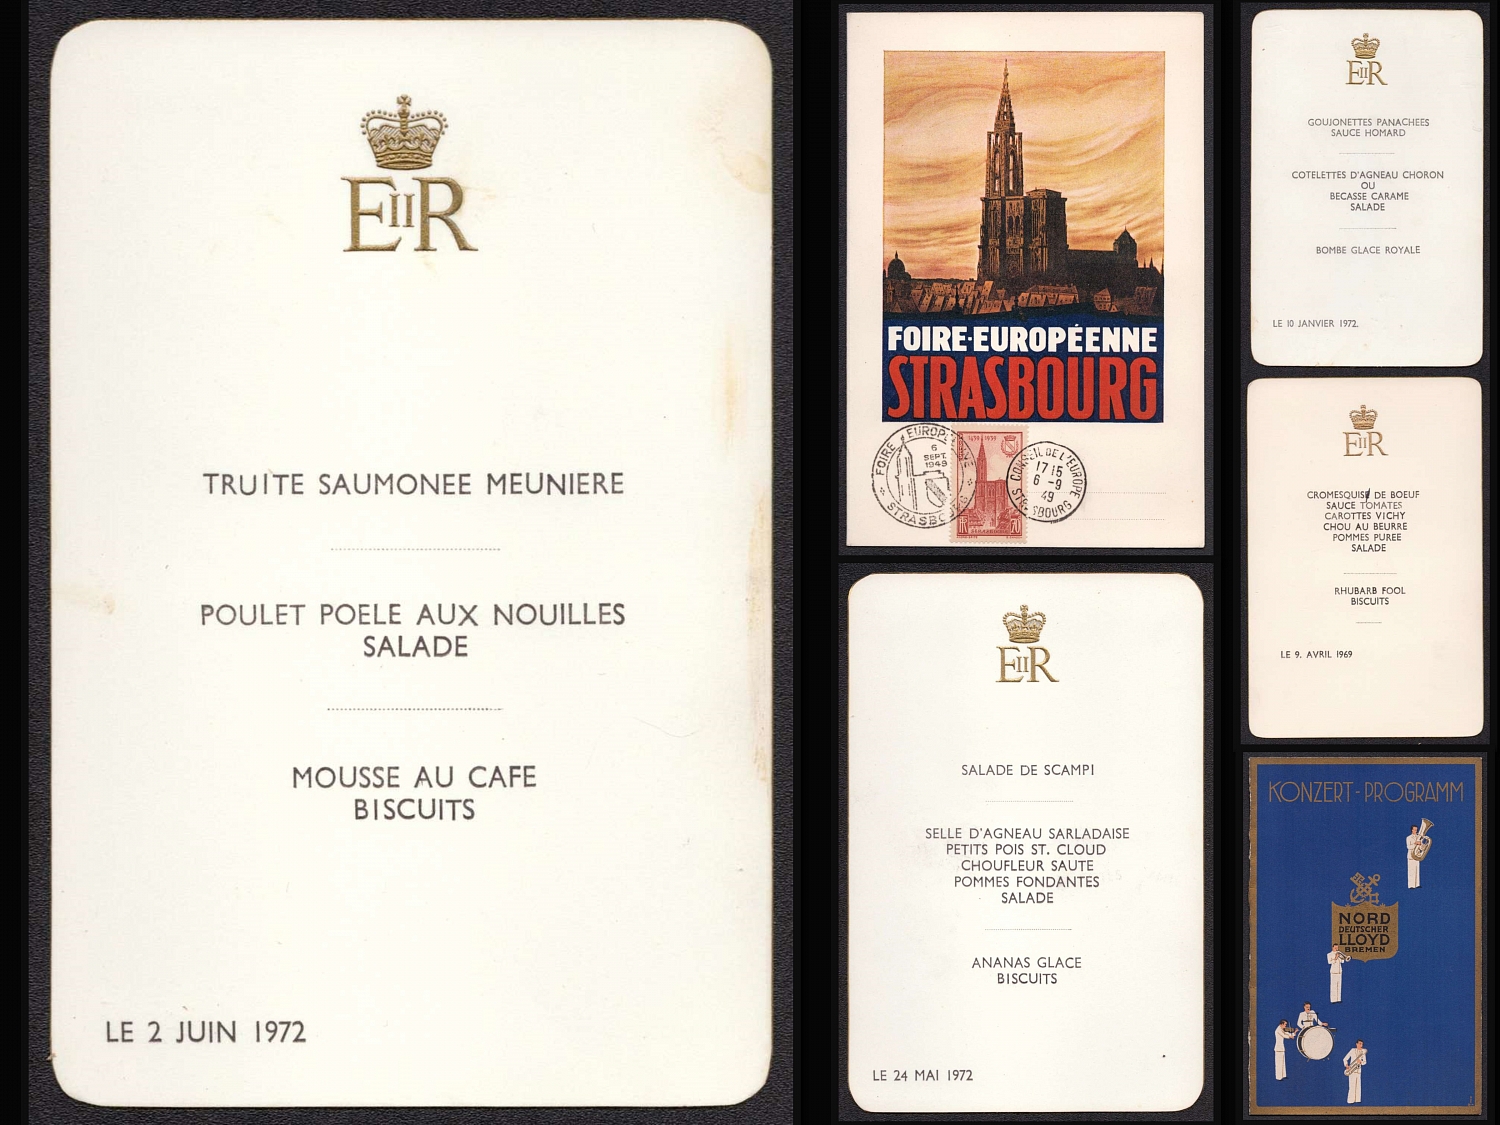 EIIR
TRUITE SAUMONEE MEUNIERE
POULET POELE AUX NOUILLES
SALADE
MOUSSE AU CAFE
BISCUITS
LE 2 JUIN 1972
FOIRE-EUROPÉENNE
STRASBOURG
FOIRE EUROPÉENNE
6
SEPT.
1949
STRASBOURG
1439 1939
CONSEIL DE L'EUROPE
17 15
6 -9
49
STRASBOURG
EIIR
SALADE DE SCAMPI
SELLE D'AGNEAU SARLADAISE
PETITS POIS ST. CLOUD
CHOUFLEUR SAUTE
POMMES FONDANTES
SALADE
ANANAS GLACE
BISCUITS
LE 24 MAI 1972
EIIR
GOUJONETTES PANACHEES
SAUCE HOMARD
COTELETTES D'AGNEAU CHORON
OU
BECASSE CARAME
SALADE
BOMBE GLACE ROYALE
LE 10 JANVIER 1972.
EIIR
CROMESQUIS DE BOEUF
SAUCE TOMATES
CAROTTES VICHY
CHOU AU BEURRE
POMMES PUREE
SALADE
RHUBARB FOOL
BISCUITS
LE 9. AVRIL 1969
KONZERT-PROGRAMM
NORD
DEUTSCHER
LLOYD
BREMEN